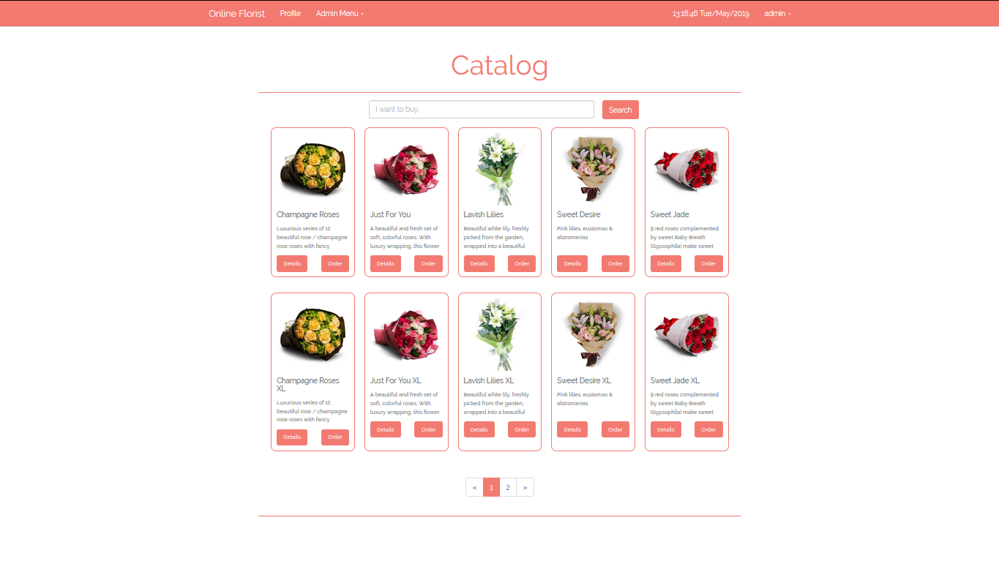 Online Florist Profile Admin Menu 13:18:46 Tue/May/2019 admin
Catalog
I want to buy.. Search
Champagne Roses
Luxurious series of 12
beautiful rose / champagne
rose roses with fancy
Details Order
Just For You
A beautiful and fresh set of
soft, colorful roses. With
luxury wrapping, this flower
Details Order
Lavish Lilies
Beautiful white lily, freshly
picked from the garden,
wrapped into a beautiful
Details Order
Sweet Desire
Pink lilies, eustomas &
alstromerias.
Details Order
Sweet Jade
9 red roses complemented
by sweet Baby Breath
(Gypsophila) make sweet
Details Order
Champagne Roses
XL
Luxurious series of 12
beautiful rose / champagne
rose roses with fancy
Details Order
Just For You XL
A beautiful and fresh set of
soft, colorful roses. With
luxury wrapping, this flower
Details Order
Lavish Lilies XL
Beautiful white lily, freshly
picked from the garden,
wrapped into a beautiful
Details Order
Sweet Desire XL
Pink lilies, eustomas &
alstromerias.
Details Order
Sweet Jade XL
9 red roses complemented
by sweet Baby Breath
(Gypsophila) make sweet
Details Order
« 1 2 »